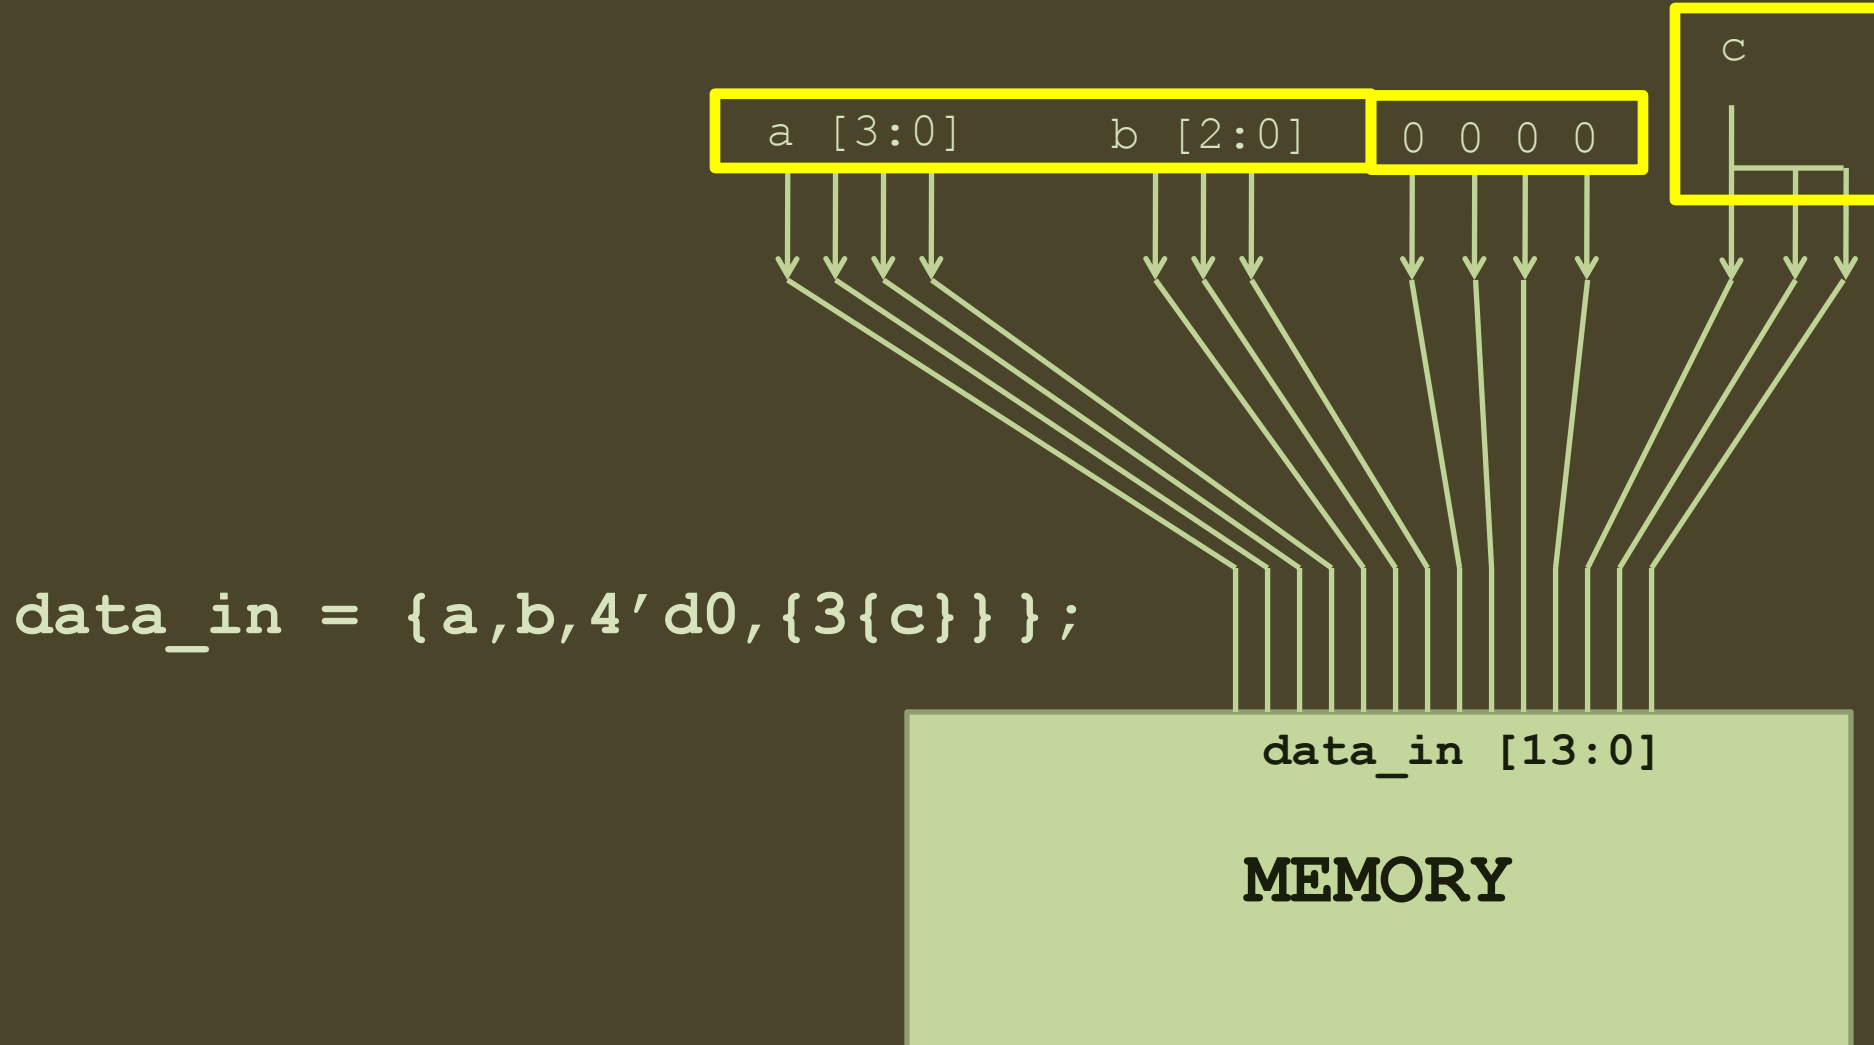 c
a [3:0] b [2:0] 0 0 0 0
data_in = {a,b,4’d0,{3{c}}};
data_in [13:0]
MEMORY